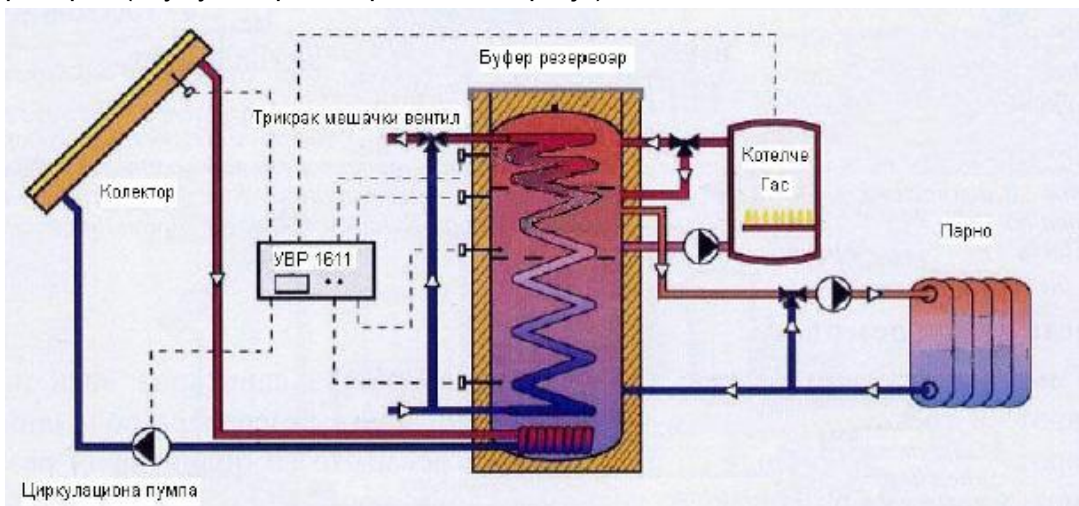 Буфер резервоар
Трикрак мешачки вентил
Колектор
Котелче
Гас
УВР 1611
Парно
Циркулациона пумпа